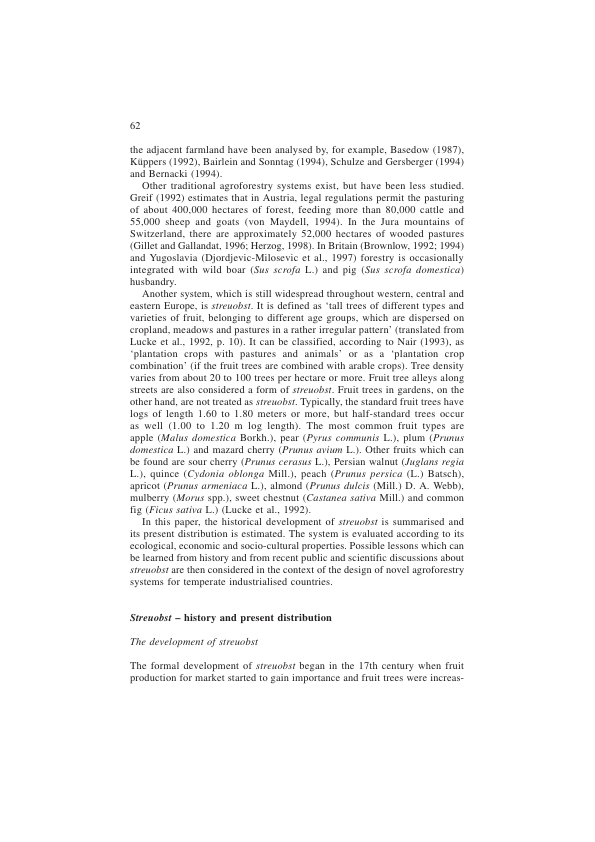 62
the adjacent farmland have been analysed by, for example, Basedow (1987),
Küppers (1992), Bairlein and Sonntag (1994), Schulze and Gersberger (1994)
and Bernacki (1994).
Other traditional agroforestry systems exist, but have been less studied.
Greif (1992) estimates that in Austria, legal regulations permit the pasturing
of about 400,000 hectares of forest, feeding more than 80,000 cattle and
55,000 sheep and goats (von Maydell, 1994). In the Jura mountains of
Switzerland, there are approximately 52,000 hectares of wooded pastures
(Gillet and Gallandat, 1996; Herzog, 1998). In Britain (Brownlow, 1992; 1994)
and Yugoslavia (Djordjevic-Milosevic et al., 1997) forestry is occasionally
integrated with wild boar (Sus scrofa L.) and pig (Sus scrofa domestica)
husbandry.
Another system, which is still widespread throughout western, central and
eastern Europe, is streuobst. It is defined as ‘tall trees of different types and
varieties of fruit, belonging to different age groups, which are dispersed on
cropland, meadows and pastures in a rather irregular pattern’ (translated from
Lucke et al., 1992, p. 10). It can be classified, according to Nair (1993), as
‘plantation crops with pastures and animals’ or as a ‘plantation crop
combination’ (if the fruit trees are combined with arable crops). Tree density
varies from about 20 to 100 trees per hectare or more. Fruit tree alleys along
streets are also considered a form of streuobst. Fruit trees in gardens, on the
other hand, are not treated as streuobst. Typically, the standard fruit trees have
logs of length 1.60 to 1.80 meters or more, but half-standard trees occur
as well (1.00 to 1.20 m log length). The most common fruit types are
apple (Malus domestica Borkh.), pear (Pyrus communis L.), plum (Prunus
domestica L.) and mazard cherry (Prunus avium L.). Other fruits which can
be found are sour cherry (Prunus cerasus L.), Persian walnut (Juglans regia
L.), quince (Cydonia oblonga Mill.), peach (Prunus persica (L.) Batsch),
apricot (Prunus armeniaca L.), almond (Prunus dulcis (Mill.) D. A. Webb),
mulberry (Morus spp.), sweet chestnut (Castanea sativa Mill.) and common
fig (Ficus sativa L.) (Lucke et al., 1992).
In this paper, the historical development of streuobst is summarised and
its present distribution is estimated. The system is evaluated according to its
ecological, economic and socio-cultural properties. Possible lessons which can
be learned from history and from recent public and scientific discussions about
streuobst are then considered in the context of the design of novel agroforestry
systems for temperate industrialised countries.
Streuobst – history and present distribution
The development of streuobst
The formal development of streuobst began in the 17th century when fruit
production for market started to gain importance and fruit trees were increas-